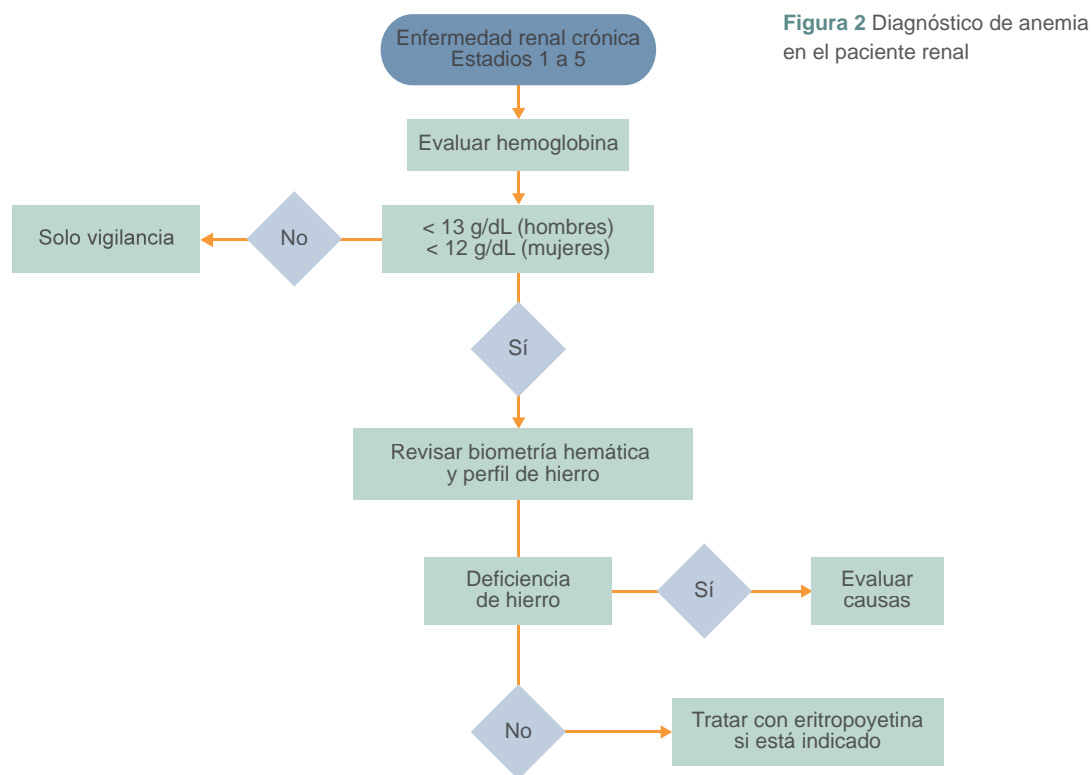 Figura 2 Diagnóstico de anemia
en el paciente renal
Enfermedad renal crónica
Estadios 1 a 5
Evaluar hemoglobina
< 13 g/dL (hombres)
< 12 g/dL (mujeres)
No
Solo vigilancia
Sí
Revisar biometría hemática
y perfil de hierro
Deficiencia
de hierro
Sí
Evaluar
causas
No
Tratar con eritropoyetina
si está indicado